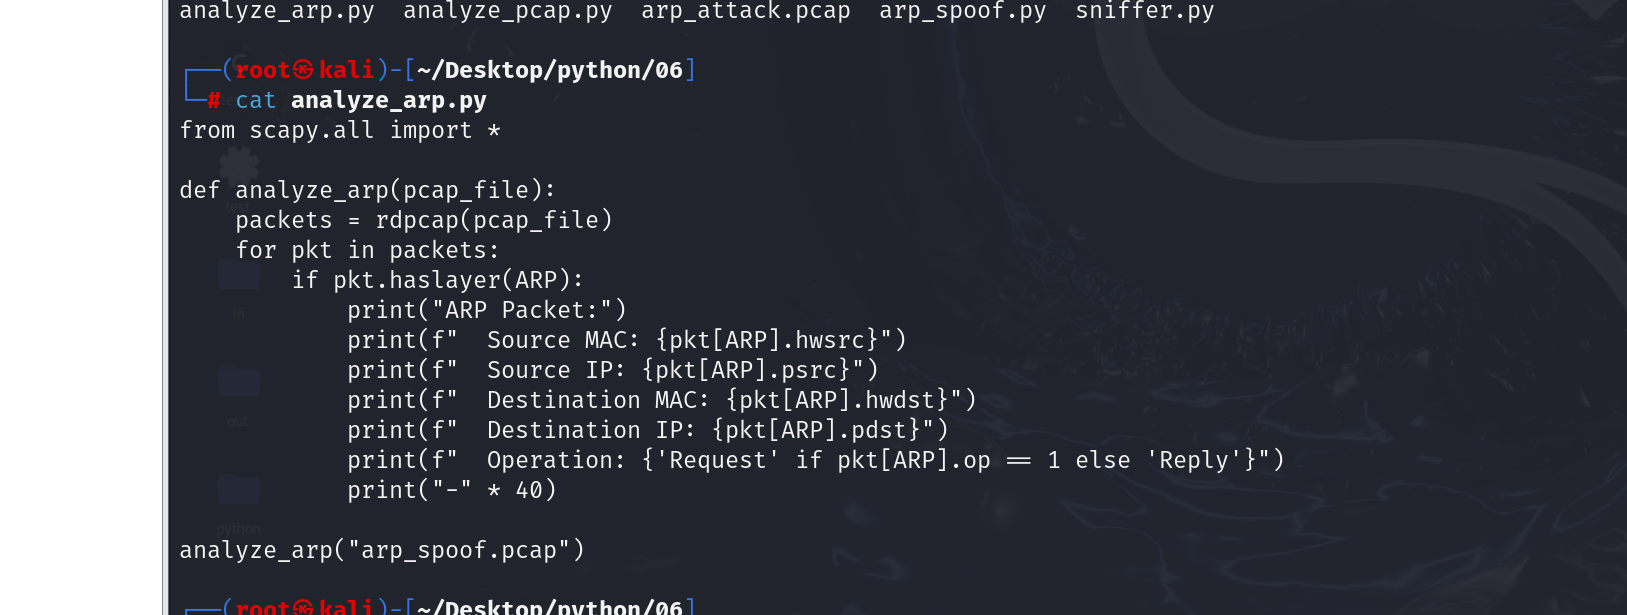 analyze_arp.py  analyze_pcap.py  arp_attack.pcap  arp_spoof.py  sniffer.py
┌──(root㉿kali)-[~/Desktop/python/06]
└─# cat analyze_arp.py
from scapy.all import *
def analyze_arp(pcap_file):
    packets = rdpcap(pcap_file)
    for pkt in packets:
        if pkt.haslayer(ARP):
            print("ARP Packet:")
            print(f"  Source MAC: {pkt[ARP].hwsrc}")
            print(f"  Source IP: {pkt[ARP].psrc}")
            print(f"  Destination MAC: {pkt[ARP].hwdst}")
            print(f"  Destination IP: {pkt[ARP].pdst}")
            print(f"  Operation: {'Request' if pkt[ARP].op == 1 else 'Reply'}")
            print("-" * 40)
analyze_arp("arp_spoof.pcap")
┌──(root㉿kali)-[~/Desktop/python/06]
test
in
out
python